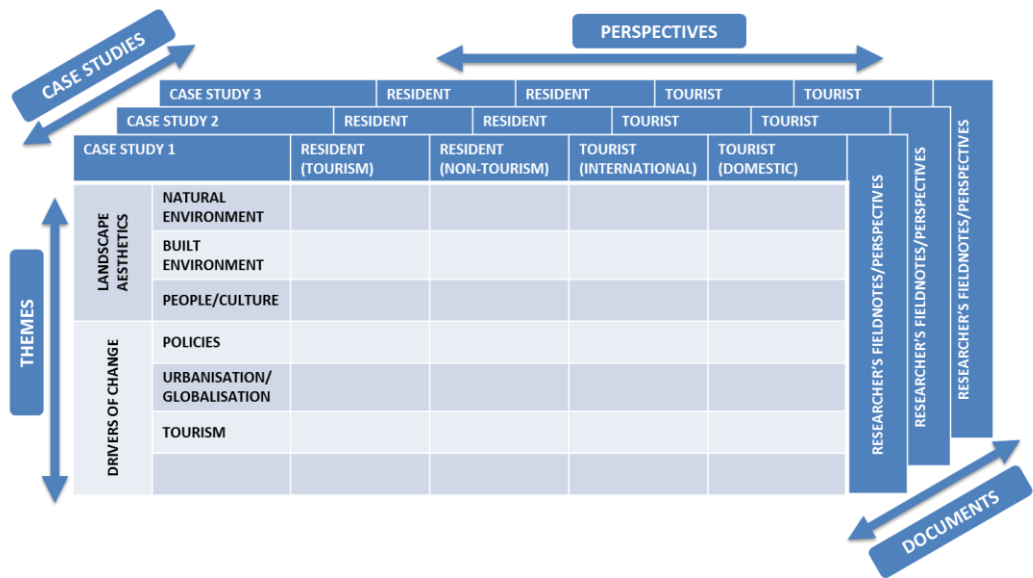 PERSPECTIVES
CASE STUDIES
CASE STUDY 3 RESIDENT RESIDENT TOURIST TOURIST
CASE STUDY 2 RESIDENT RESIDENT TOURIST TOURIST
CASE STUDY 1 RESIDENT RESIDENT TOURIST TOURIST
(TOURISM) (NON-TOURISM) (INTERNATIONAL) (DOMESTIC)
THEMES
LANDSCAPE
AESTHETICS
NATURAL
ENVIRONMENT
BUILT
ENVIRONMENT
PEOPLE/CULTURE
DRIVERS OF CHANGE
POLICIES
URBANISATION/
GLOBALISATION
TOURISM
RESEARCHER'S FIELDNOTES/PERSPECTIVES
RESEARCHER'S FIELDNOTES/PERSPECTIVES
RESEARCHER'S FIELDNOTES/PERSPECTIVES
DOCUMENTS